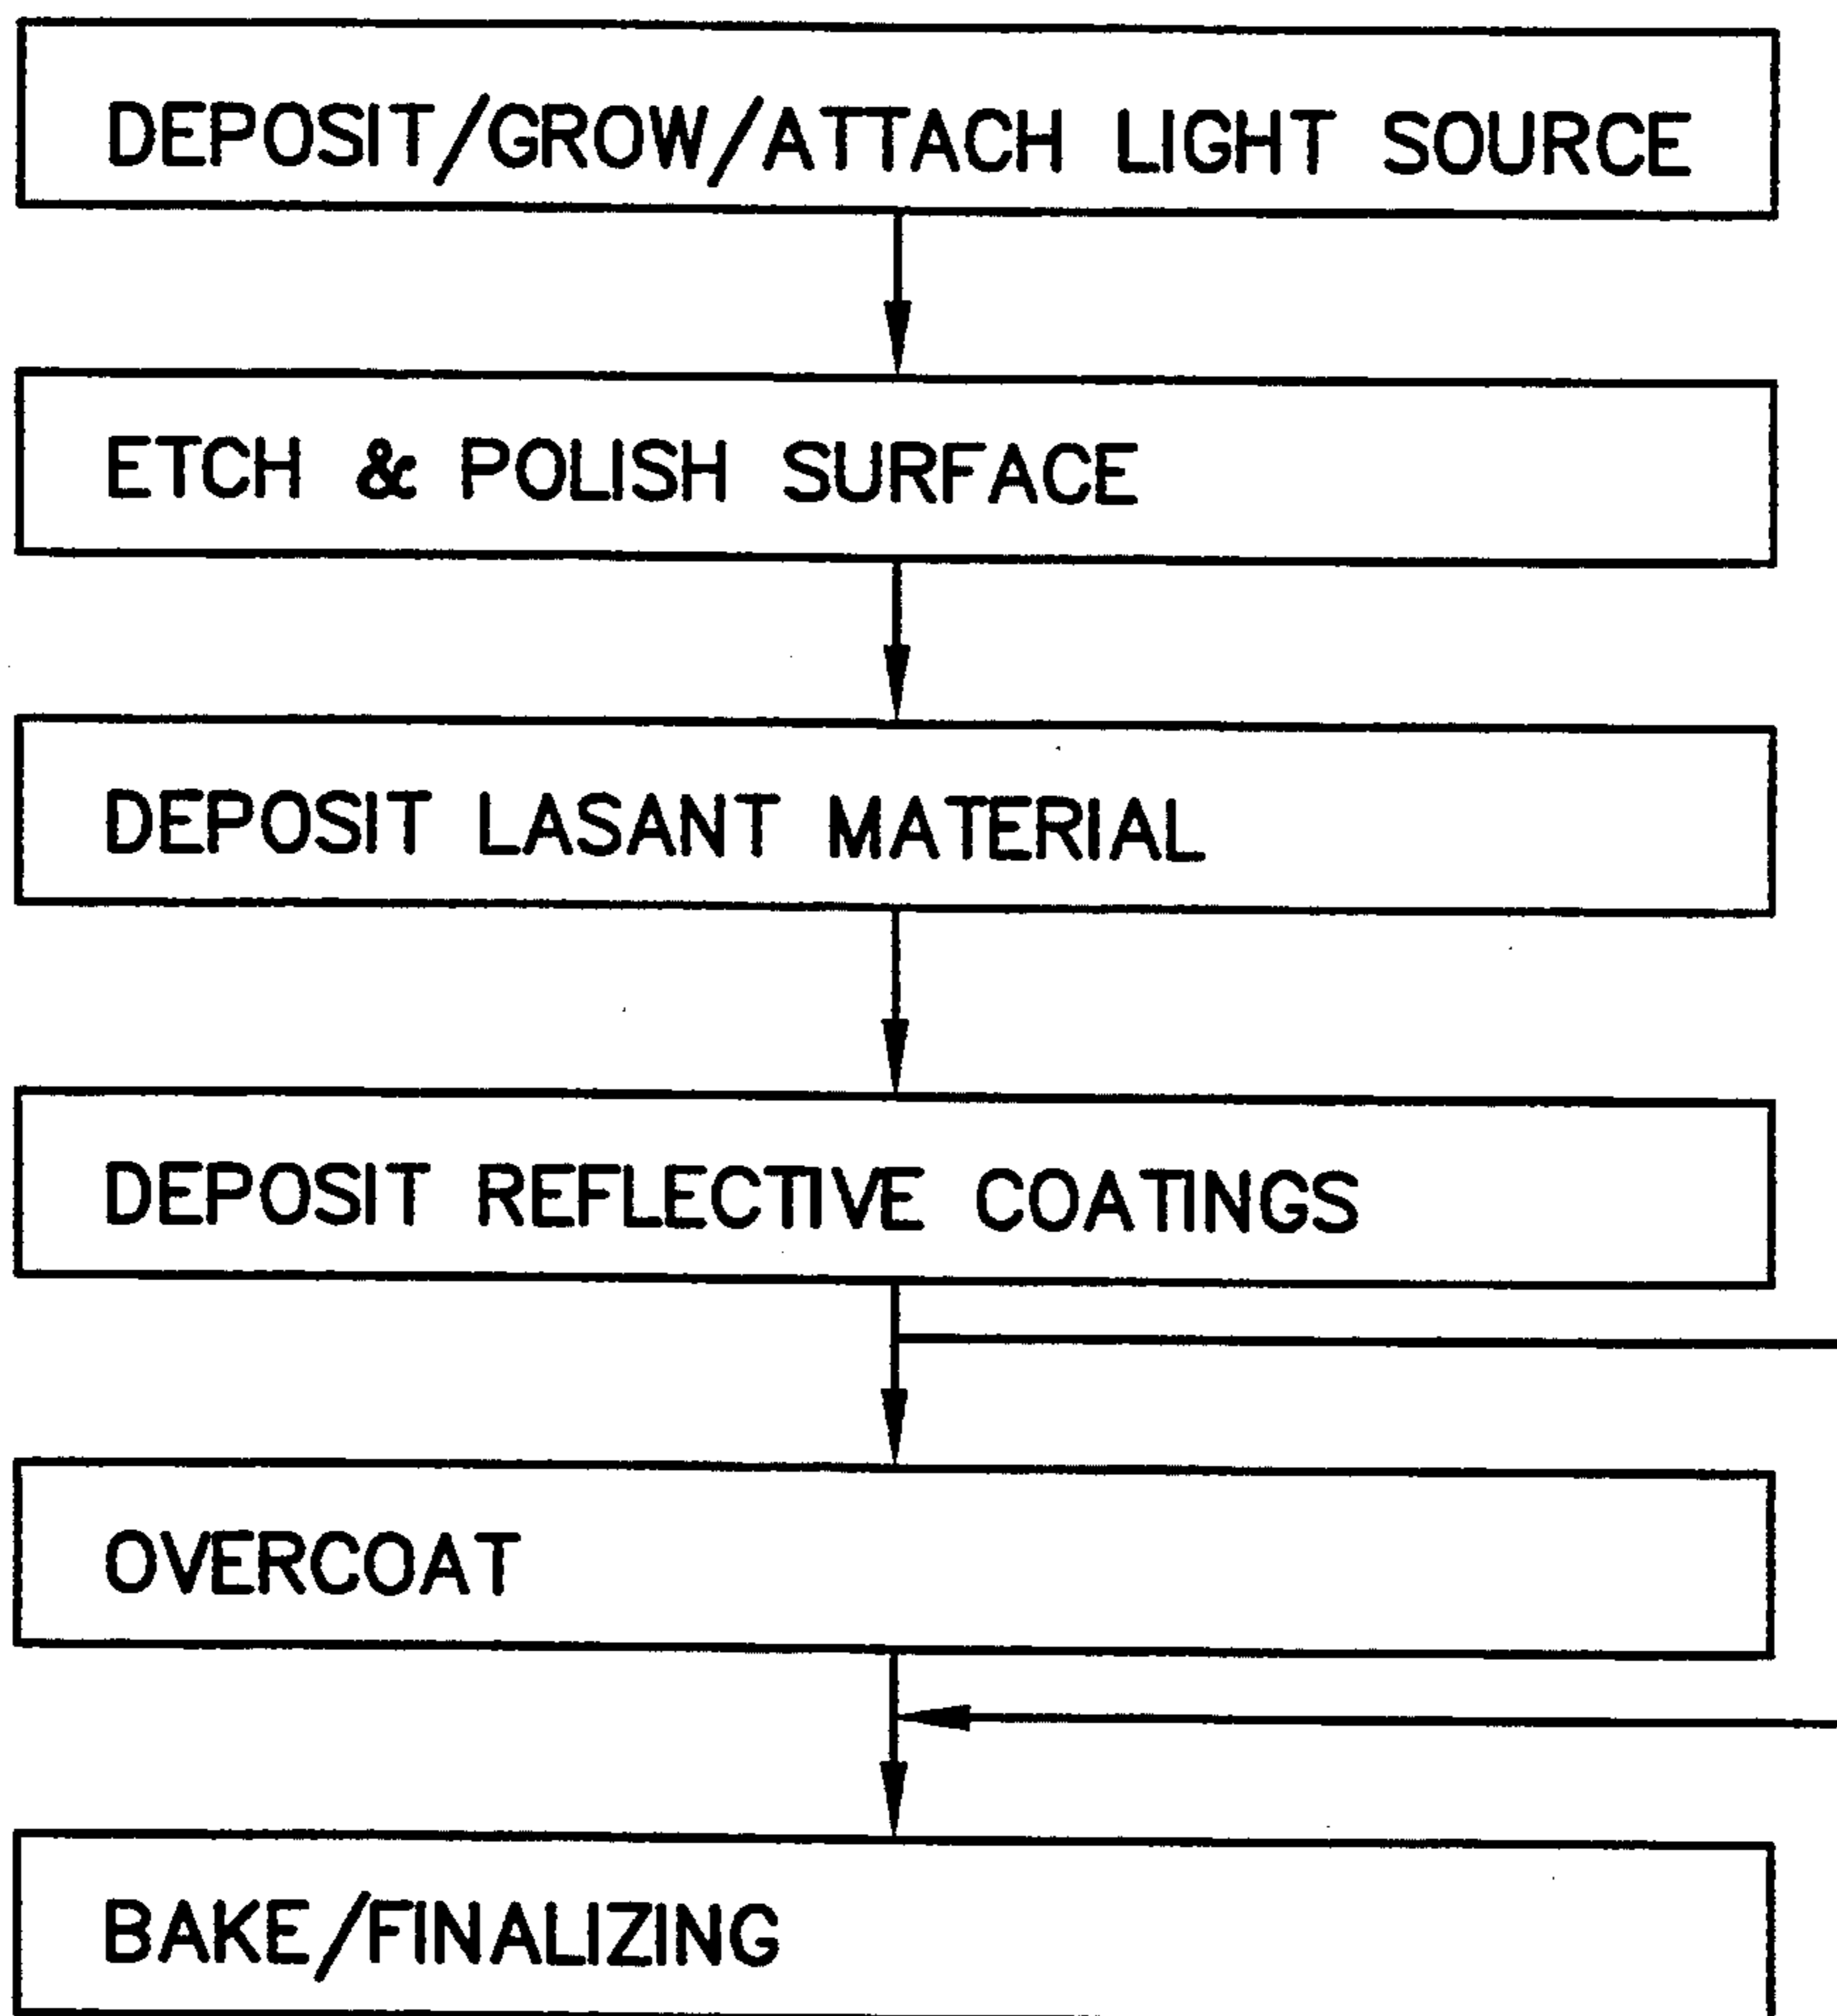 DEPOSIT/GROW/ATTACH LIGHT SOURCE
ETCH & POLISH SURFACE
DEPOSIT LASANT MATERIAL
DEPOSIT REFLECTIVE COATINGS
OVERCOAT
BAKE/FINALIZING